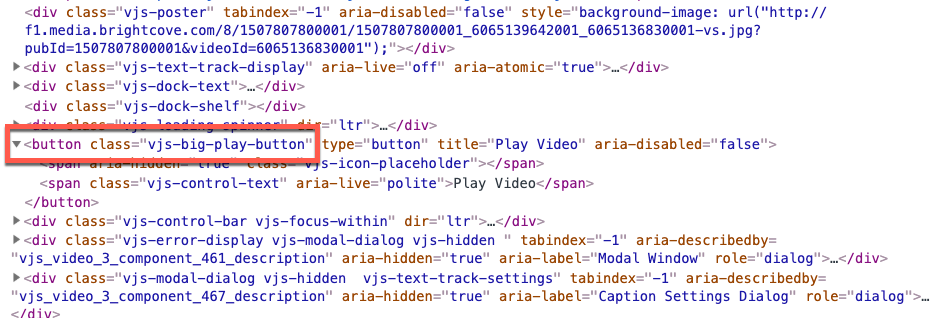 <div class="vjs-poster" tabindex="-1" aria-disabled="false" style="background-image: url("http://
f1.media.brightcove.com/8/1507807800001/1507807800001_6065139642001_6065136830001-vs.jpg?
pubId=1507807800001&videoId=6065136830001");"></div>
<div class="vjs-text-track-display" aria-live="off" aria-atomic="true">…</div>
<div class="vjs-dock-text">…</div>
<div class="vjs-dock-shelf"></div>
<div class="vjs-loading-spinner" dir="ltr">…</div>
<button class="vjs-big-play-button" type="button" title="Play Video" aria-disabled="false">
<span aria-hidden="true" class="vjs-icon-placeholder"></span>
<span class="vjs-control-text" aria-live="polite">Play Video</span>
</button>
<div class="vjs-control-bar vjs-focus-within" dir="ltr">…</div>
<div class="vjs-error-display vjs-modal-dialog vjs-hidden " tabindex="-1" aria-describedby=
"vjs_video_3_component_461_description" aria-hidden="true" aria-label="Modal Window" role="dialog">…</div>
<div class="vjs-modal-dialog vjs-hidden  vjs-text-track-settings" tabindex="-1" aria-describedby=
"vjs_video_3_component_467_description" aria-hidden="true" aria-label="Caption Settings Dialog" role="dialog">…
</div>